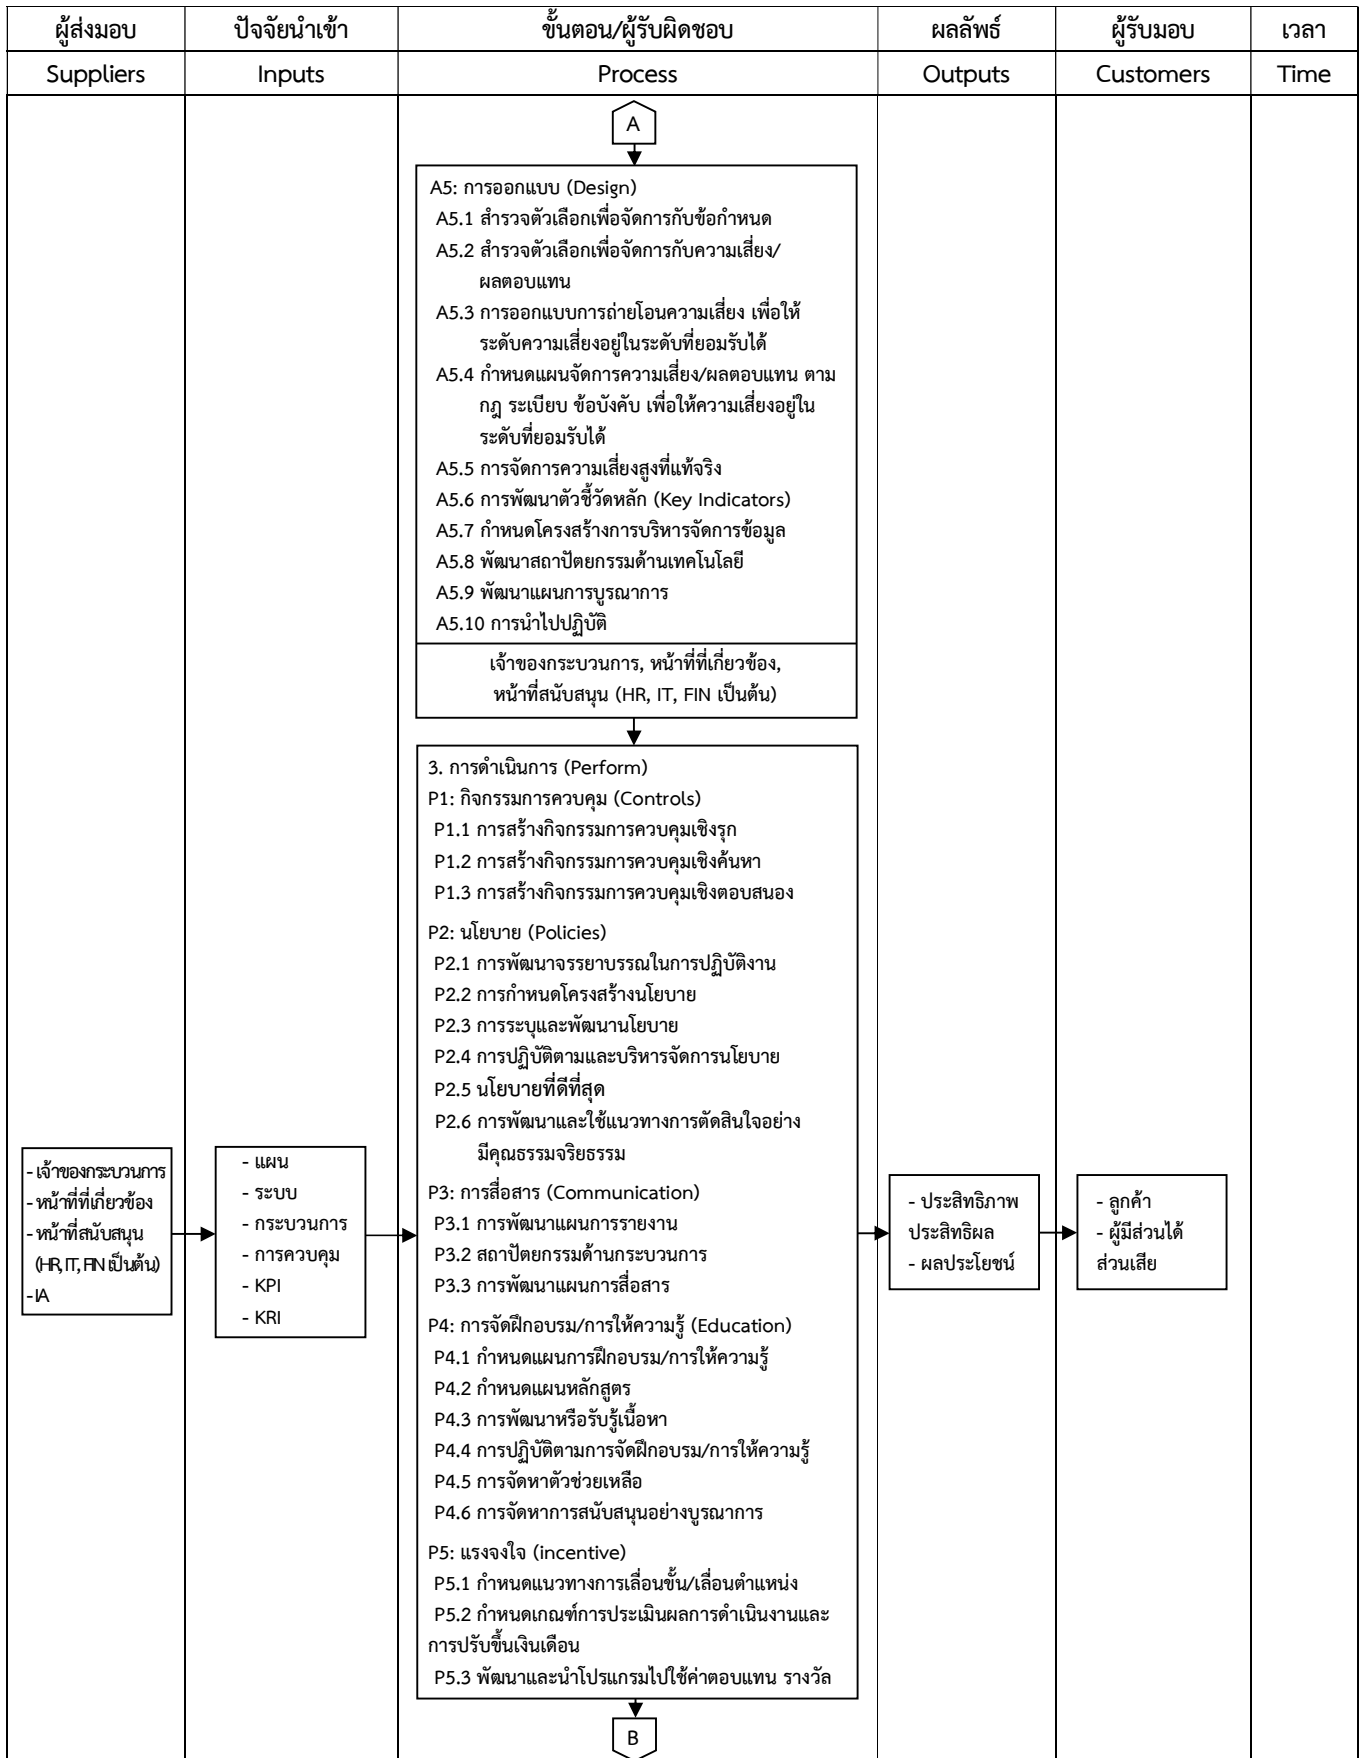 ผู้ส่งมอบ ปัจจัยนำเข้า ขั้นตอน/ผู้รับผิดชอบ ผลลัพธ์ ผู้รับมอบ เวลา
Suppliers Inputs Process Outputs Customers Time
A
A5: การออกแบบ (Design)
A5.1 สำรวจตัวเลือกเพื่อจัดการกับข้อกำหนด
A5.2 สำรวจตัวเลือกเพื่อจัดการกับความเสี่ยง/
ผลตอบแทน
A5.3 การออกแบบการถ่ายโอนความเสี่ยง เพื่อให้
ระดับความเสี่ยงอยู่ในระดับที่ยอมรับได้
A5.4 กำหนดแผนจัดการความเสี่ยง/ผลตอบแทน ตาม
กฎ ระเบียบ ข้อบังคับ เพื่อให้ความเสี่ยงอยู่ใน
ระดับที่ยอมรับได้
A5.5 การจัดการความเสี่ยงสูงที่แท้จริง
A5.6 การพัฒนาตัวชี้วัดหลัก (Key Indicators)
A5.7 กำหนดโครงสร้างการบริหารจัดการข้อมูล
A5.8 พัฒนาสถาปัตยกรรมด้านเทคโนโลยี
A5.9 พัฒนาแผนการบูรณาการ
A5.10 การนำไปปฏิบัติ
เจ้าของกระบวนการ, หน้าที่ที่เกี่ยวข้อง,
หน้าที่สนับสนุน (HR, IT, FIN เป็นต้น)
- เจ้าของกระบวนการ
- หน้าที่ที่เกี่ยวข้อง
- หน้าที่สนับสนุน
(HR, IT, FIN เป็นต้น)
- IA
- แผน
- ระบบ
- กระบวนการ
- การควบคุม
- KPI
- KRI
3. การดำเนินการ (Perform)
P1: กิจกรรมการควบคุม (Controls)
P1.1 การสร้างกิจกรรมการควบคุมเชิงรุก
P1.2 การสร้างกิจกรรมการควบคุมเชิงค้นหา
P1.3 การสร้างกิจกรรมการควบคุมเชิงตอบสนอง
P2: นโยบาย (Policies)
P2.1 การพัฒนาจรรยาบรรณในการปฏิบัติงาน
P2.2 การกำหนดโครงสร้างนโยบาย
P2.3 การระบุและพัฒนานโยบาย
P2.4 การปฏิบัติตามและบริหารจัดการนโยบาย
P2.5 นโยบายที่ดีที่สุด
P2.6 การพัฒนาและใช้แนวทางการตัดสินใจอย่าง
มีคุณธรรมจริยธรรม
P3: การสื่อสาร (Communication)
P3.1 การพัฒนาแผนการรายงาน
P3.2 สถาปัตยกรรมด้านกระบวนการ
P3.3 การพัฒนาแผนการสื่อสาร
P4: การจัดฝึกอบรม/การให้ความรู้ (Education)
P4.1 กำหนดแผนการฝึกอบรม/การให้ความรู้
P4.2 กำหนดแผนหลักสูตร
P4.3 การพัฒนาหรือรับรู้เนื้อหา
P4.4 การปฏิบัติตามการจัดฝึกอบรม/การให้ความรู้
P4.5 การจัดหาตัวช่วยเหลือ
P4.6 การจัดหาการสนับสนุนอย่างบูรณาการ
P5: แรงจงใจ (incentive)
P5.1 กำหนดแนวทางการเลื่อนขั้น/เลื่อนตำแหน่ง
P5.2 กำหนดเกณฑ์การประเมินผลการดำเนินงานและ
การปรับขึ้นเงินเดือน
P5.3 พัฒนาและนำโปรแกรมไปใช้ค่าตอบแทน รางวัล
- ประสิทธิภาพ
ประสิทธิผล
- ผลประโยชน์
- ลูกค้า
- ผู้มีส่วนได้
ส่วนเสีย
B